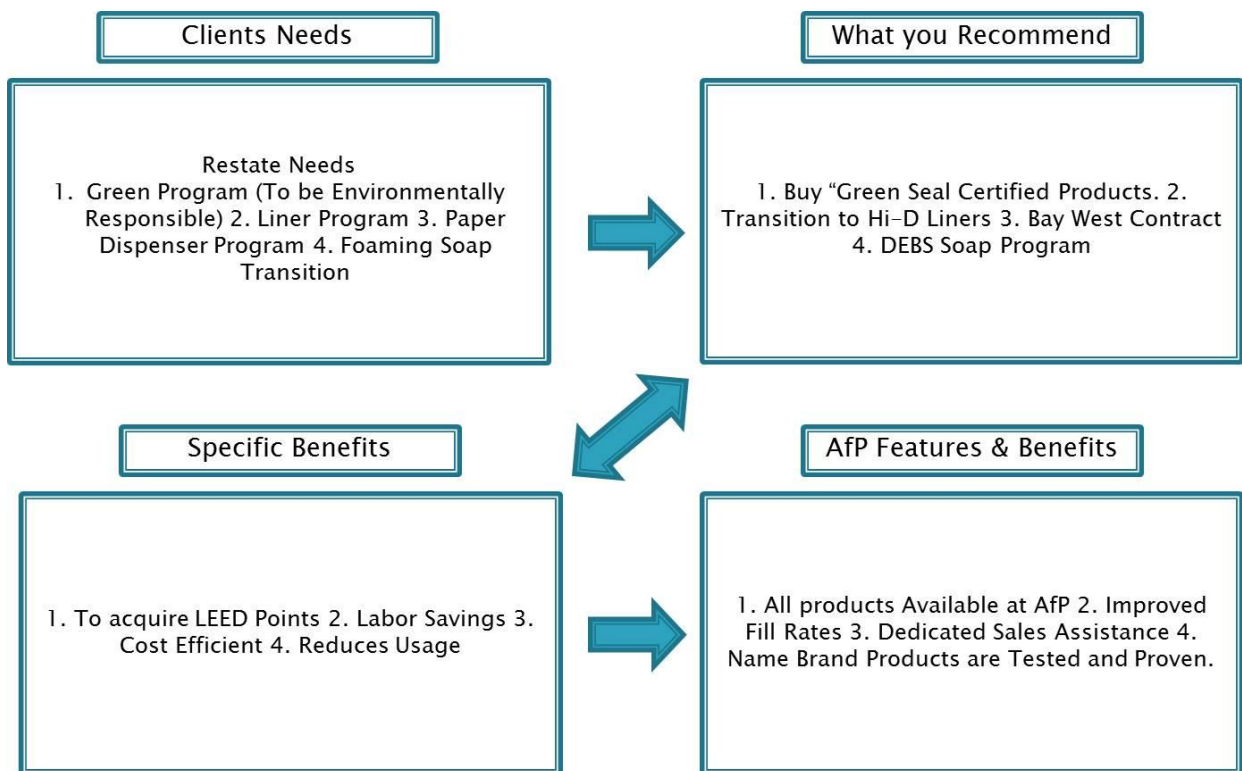 Clients Needs
What you Recommend
Restate Needs
1. Green Program (To be Environmentally
Responsible) 2. Liner Program 3. Paper
Dispenser Program 4. Foaming Soap
Transition
1. Buy “Green Seal Certified Products. 2.
Transition to Hi-D Liners 3. Bay West Contract
4. DEBS Soap Program
Specific Benefits
AfP Features & Benefits
1. To acquire LEED Points 2. Labor Savings 3.
Cost Efficient 4. Reduces Usage
1. All products Available at AfP 2. Improved
Fill Rates 3. Dedicated Sales Assistance 4.
Name Brand Products are Tested and Proven.